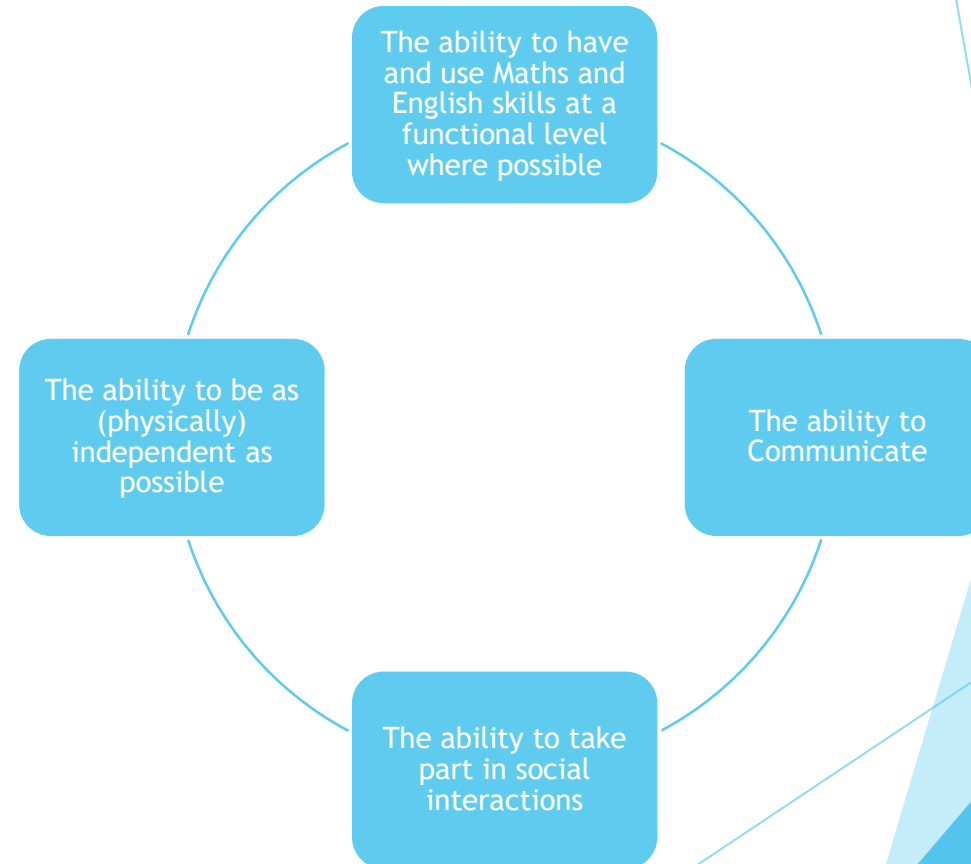 The ability to have
and use Maths and
English skills at a
functional level
where possible
The ability to
Communicate
The ability to take
part in social
interactions
The ability to be as
(physically)
independent as
possible